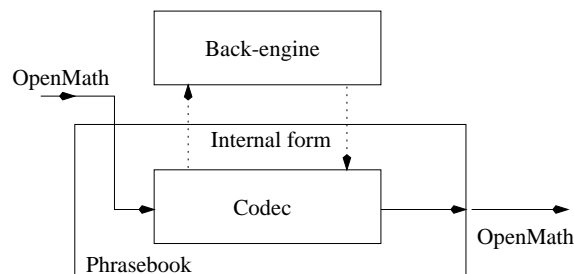 Back-engine
OpenMath
Internal form
Codec
OpenMath
Phrasebook